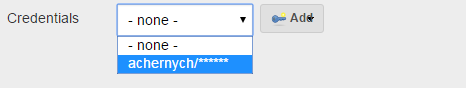 Credentials - none - Add
- none -
achernych/******